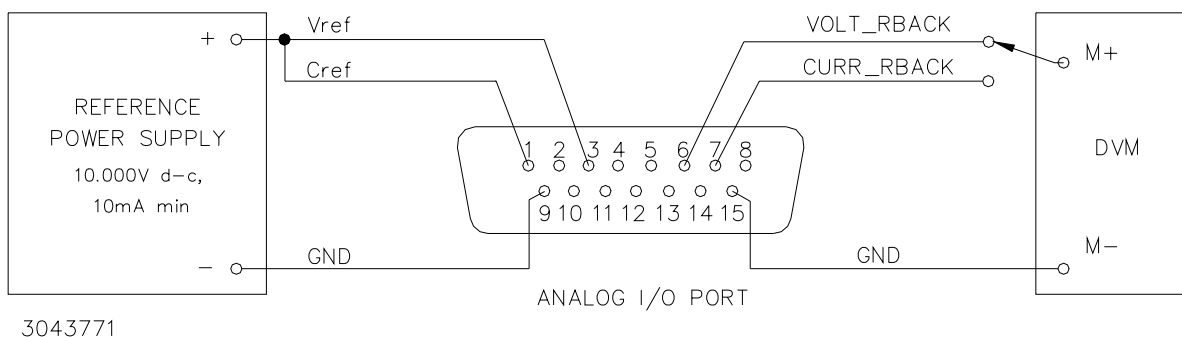 Vref
VOLT_RBACK
+
M+
Cref
CURR_RBACK
REFERENCE
POWER SUPPLY
10.000V d-c,
10mA min
1 2 3 4 5 6 7 8
DVM
9 10 11 12 13 14 15
-
GND
GND
M-
ANALOG I/O PORT
3043771